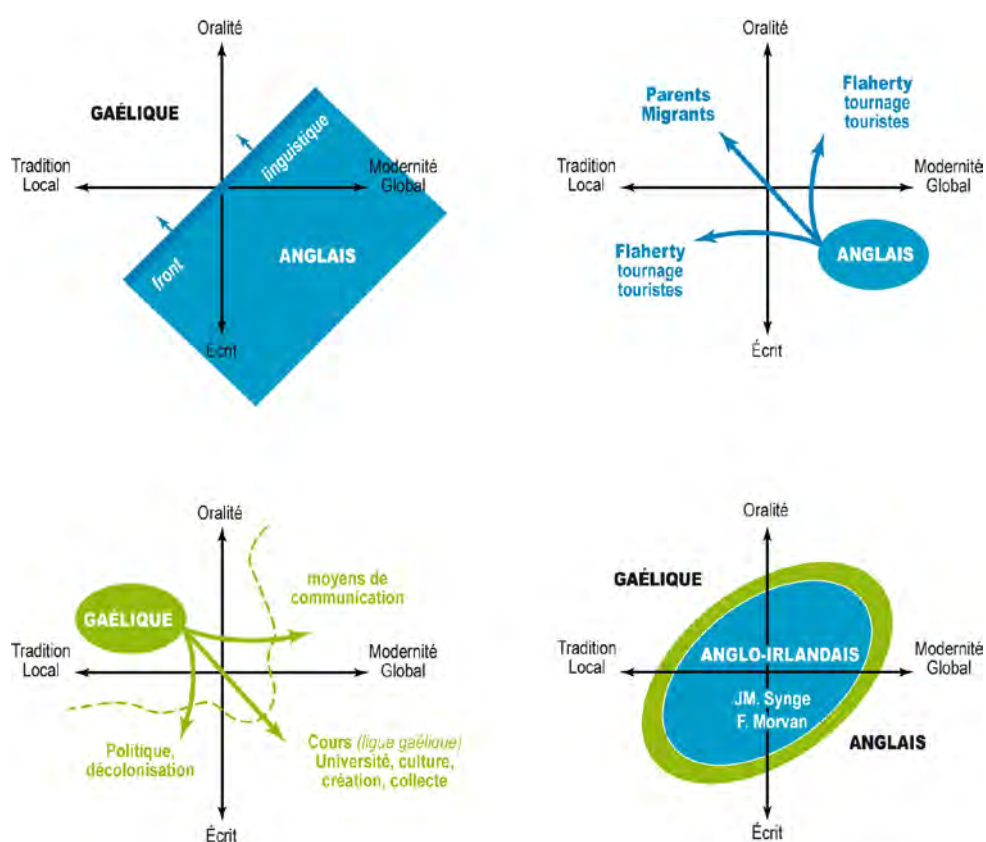 Oralité
GAÉLIQUE
linguistique
Tradition
Local
Modernité
Global
front
ANGLAIS
Écrit
Oralité
Parents
Migrants
Flaherty
tournage
touristes
Tradition
Local
Modernité
Global
Flaherty
tournage
touristes
ANGLAIS
Écrit
Oralité
moyens de
communication
GAÉLIQUE
Tradition
Local
Modernité
Global
Politique,
décolonisation
Cours (ligue gaélique)
Université, culture,
création, collecte
Écrit
Oralité
GAÉLIQUE
Tradition
Local
ANGLO-IRLANDAIS
Modernité
Global
JM. Synge
F. Morvan
ANGLAIS
Écrit